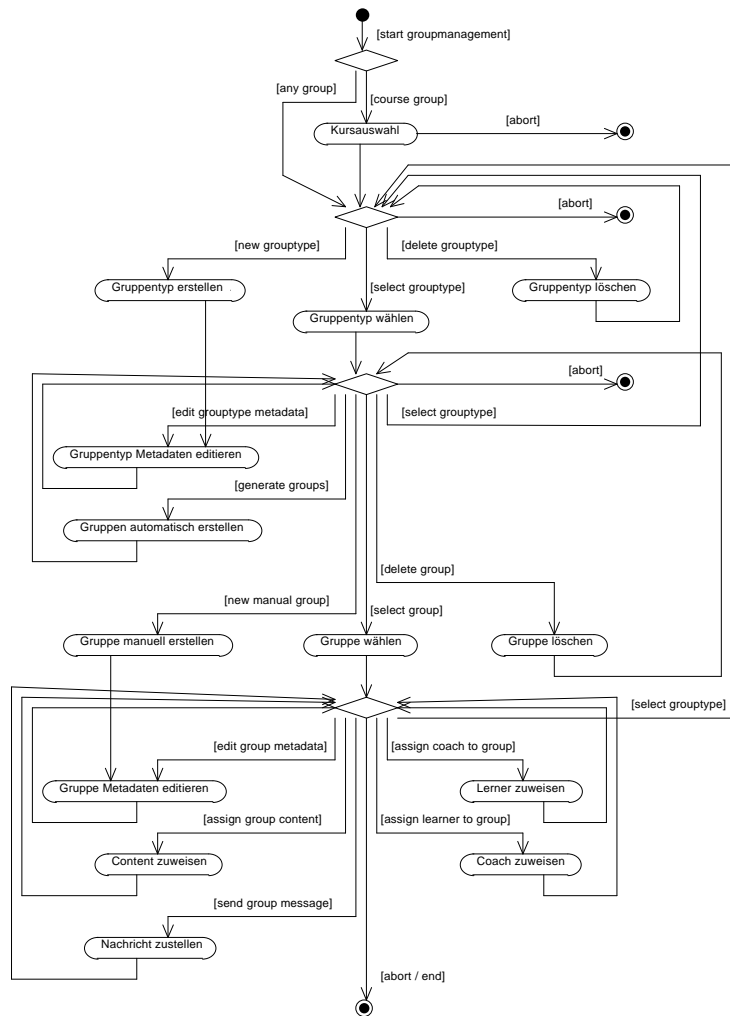 [start groupmanagement]
[any group]
[course group]
Kursauswahl
[abort]
[abort]
[new grouptype]
[delete grouptype]
Gruppentyp erstellen
[select grouptype]
Gruppentyp löschen
Gruppentyp wählen
[abort]
[edit grouptype metadata]
[select grouptype]
Gruppentyp Metadaten editieren
[generate groups]
Gruppen automatisch erstellen
[delete group]
[new manual group]
[select group]
Gruppe manuell erstellen
Gruppe wählen
Gruppe löschen
[select grouptype]
[edit group metadata]
[assign coach to group]
Gruppe Metadaten editieren
Lerner zuweisen
[assign group content]
[assign learner to group]
Content zuweisen
Coach zuweisen
[send group message]
Nachricht zustellen
[abort / end]